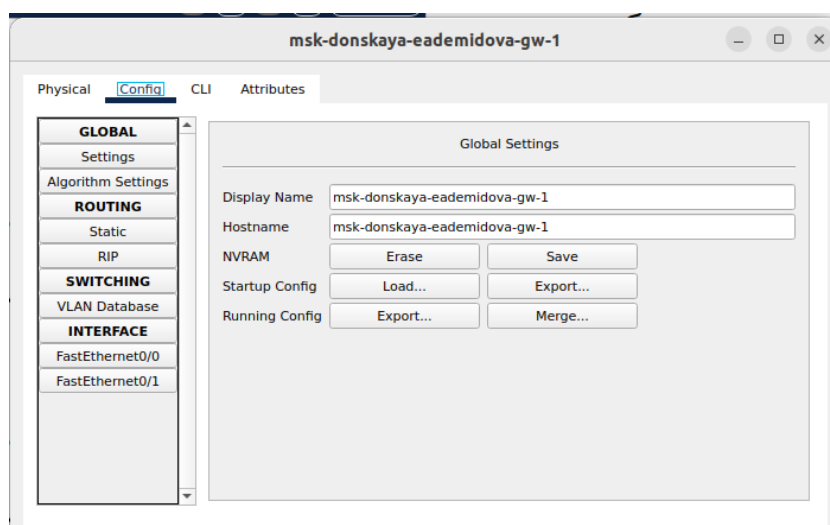 msk-donskaya-eademidova-gw-1
Physical Config CLI Attributes
GLOBAL
Settings
Algorithm Settings
ROUTING
Static
RIP
SWITCHING
VLAN Database
INTERFACE
FastEthernet0/0
FastEthernet0/1
Global Settings
Display Name msk-donskaya-eademidova-gw-1
Hostname msk-donskaya-eademidova-gw-1
NVRAM Erase Save
Startup Config Load... Export...
Running Config Export... Merge...